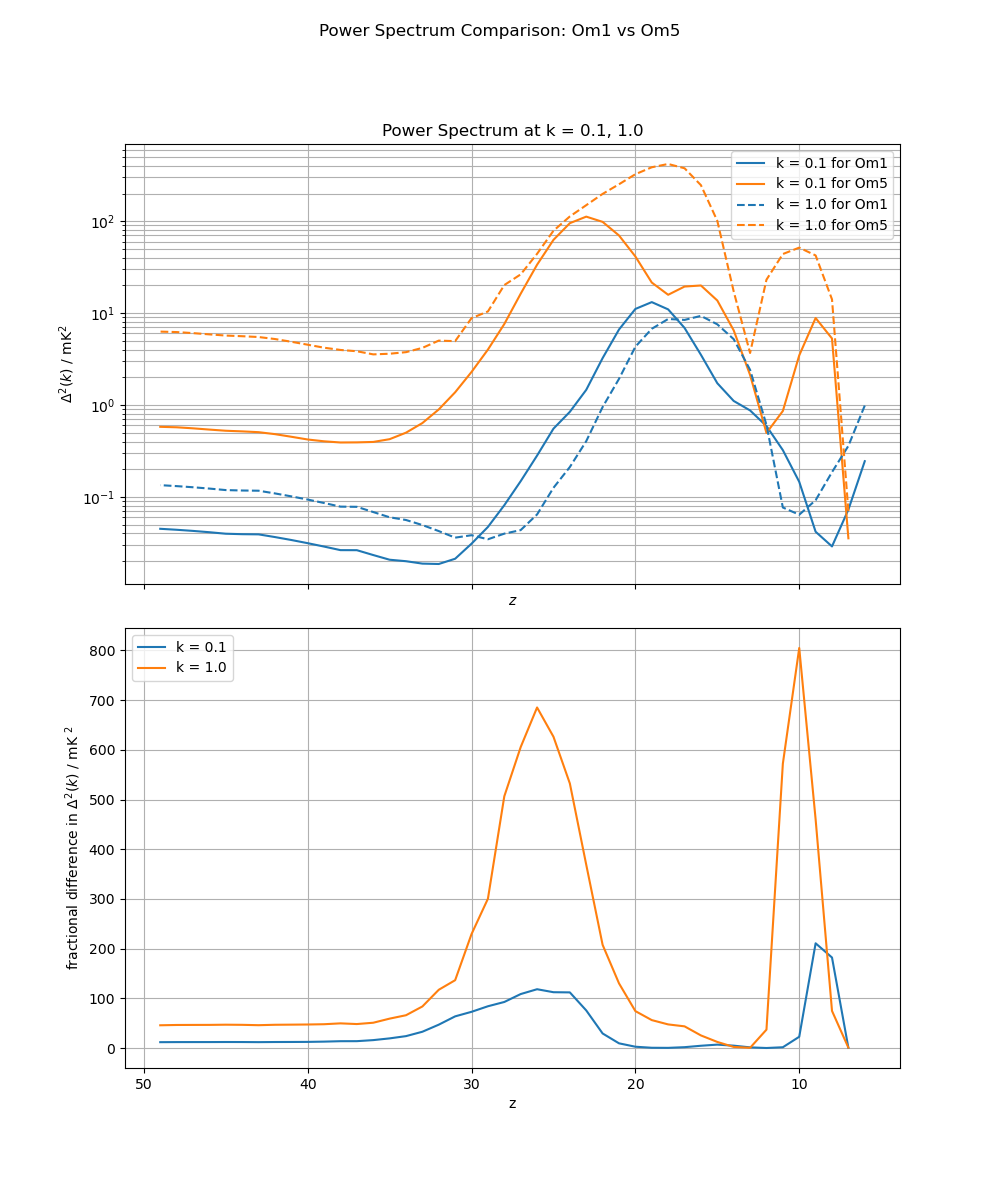 Power Spectrum Comparison: Om1 vs Om5
Power Spectrum at k = 0.1, 1.0
Δ²(k) / mK²
10²
10¹
10⁰
10⁻¹
k = 0.1 for Om1
k = 0.1 for Om5
k = 1.0 for Om1
k = 1.0 for Om5
z
fractional difference in Δ²(k) / mK ²
800
700
600
500
400
300
200
100
0
k = 0.1
k = 1.0
50 40 30 20 10
z